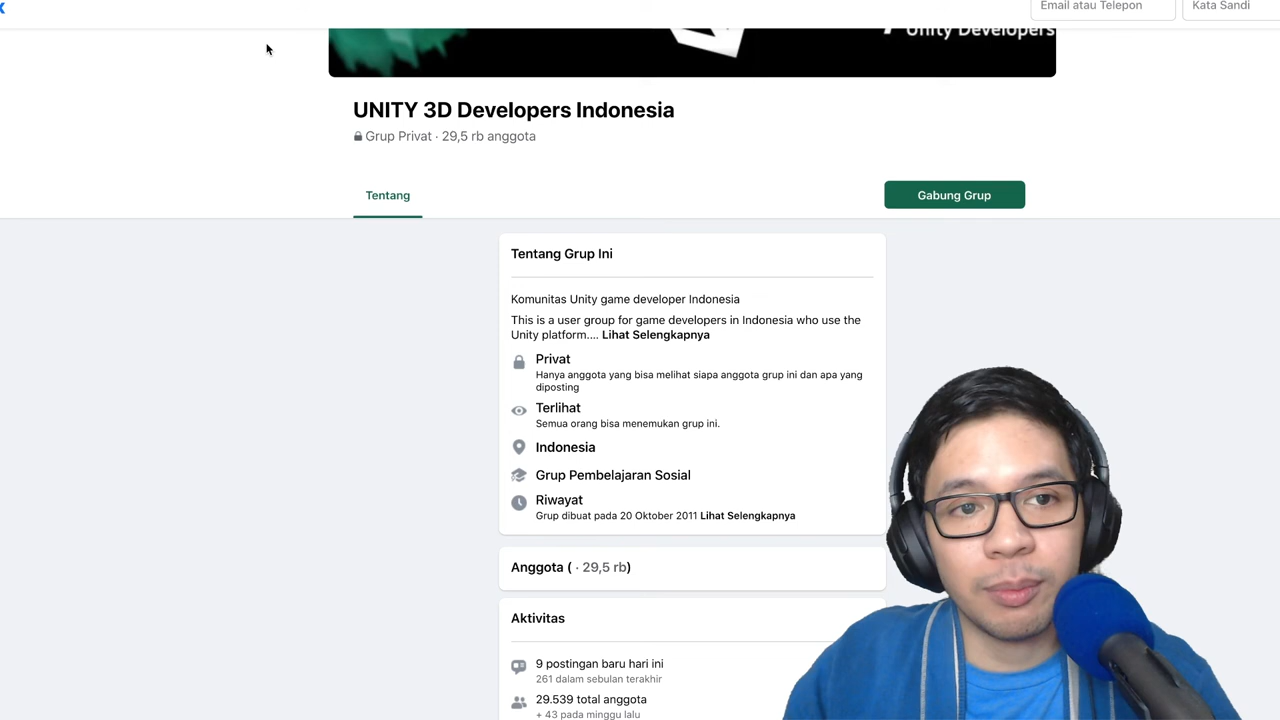 Email atau Telepon
Kata Sandi
Unity Developers
UNITY 3D Developers Indonesia
Grup Privat · 29,5 rb anggota
Tentang
Gabung Grup
Tentang Grup Ini
Komunitas Unity game developer Indonesia
This is a user group for game developers in Indonesia who use the
Unity platform.... Lihat Selengkapnya
Privat
Hanya anggota yang bisa melihat siapa anggota grup ini dan apa yang
diposting
Terlihat
Semua orang bisa menemukan grup ini.
Indonesia
Grup Pembelajaran Sosial
Riwayat
Grup dibuat pada 20 Oktober 2011 Lihat Selengkapnya
Anggota ( · 29,5 rb)
Aktivitas
9 postingan baru hari ini
261 dalam sebulan terakhir
29.539 total anggota
+ 43 pada minggu lalu